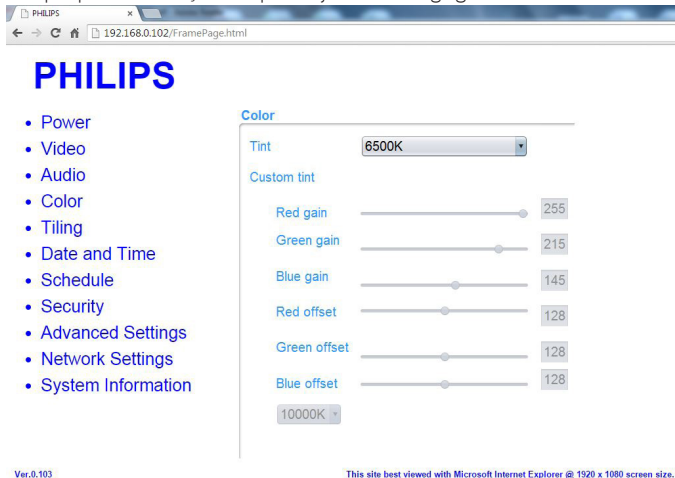 PHILIPS
192.168.0.102/FramePage.html
PHILIPS
Power
Video
Audio
Color
Tiling
Date and Time
Schedule
Security
Advanced Settings
Network Settings
System Information
Color
Tint 6500K
Custom tint
Red gain 255
Green gain 215
Blue gain 145
Red offset 128
Green offset 128
Blue offset 128
10000K
Ver.0.103
This site best viewed with Microsoft Internet Explorer @ 1920 x 1080 screen size.